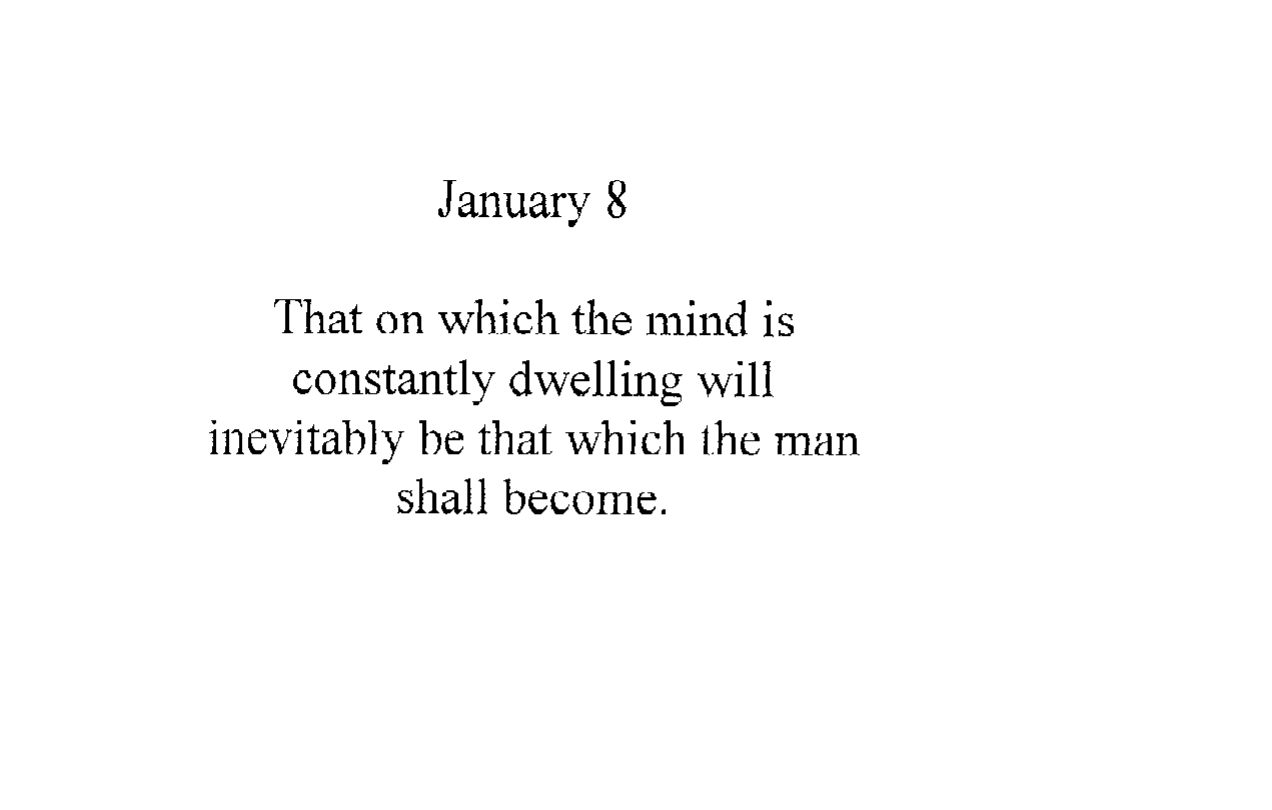 January 8
That on which the mind is
constantly dwelling will
inevitably be that which the man
shall become.